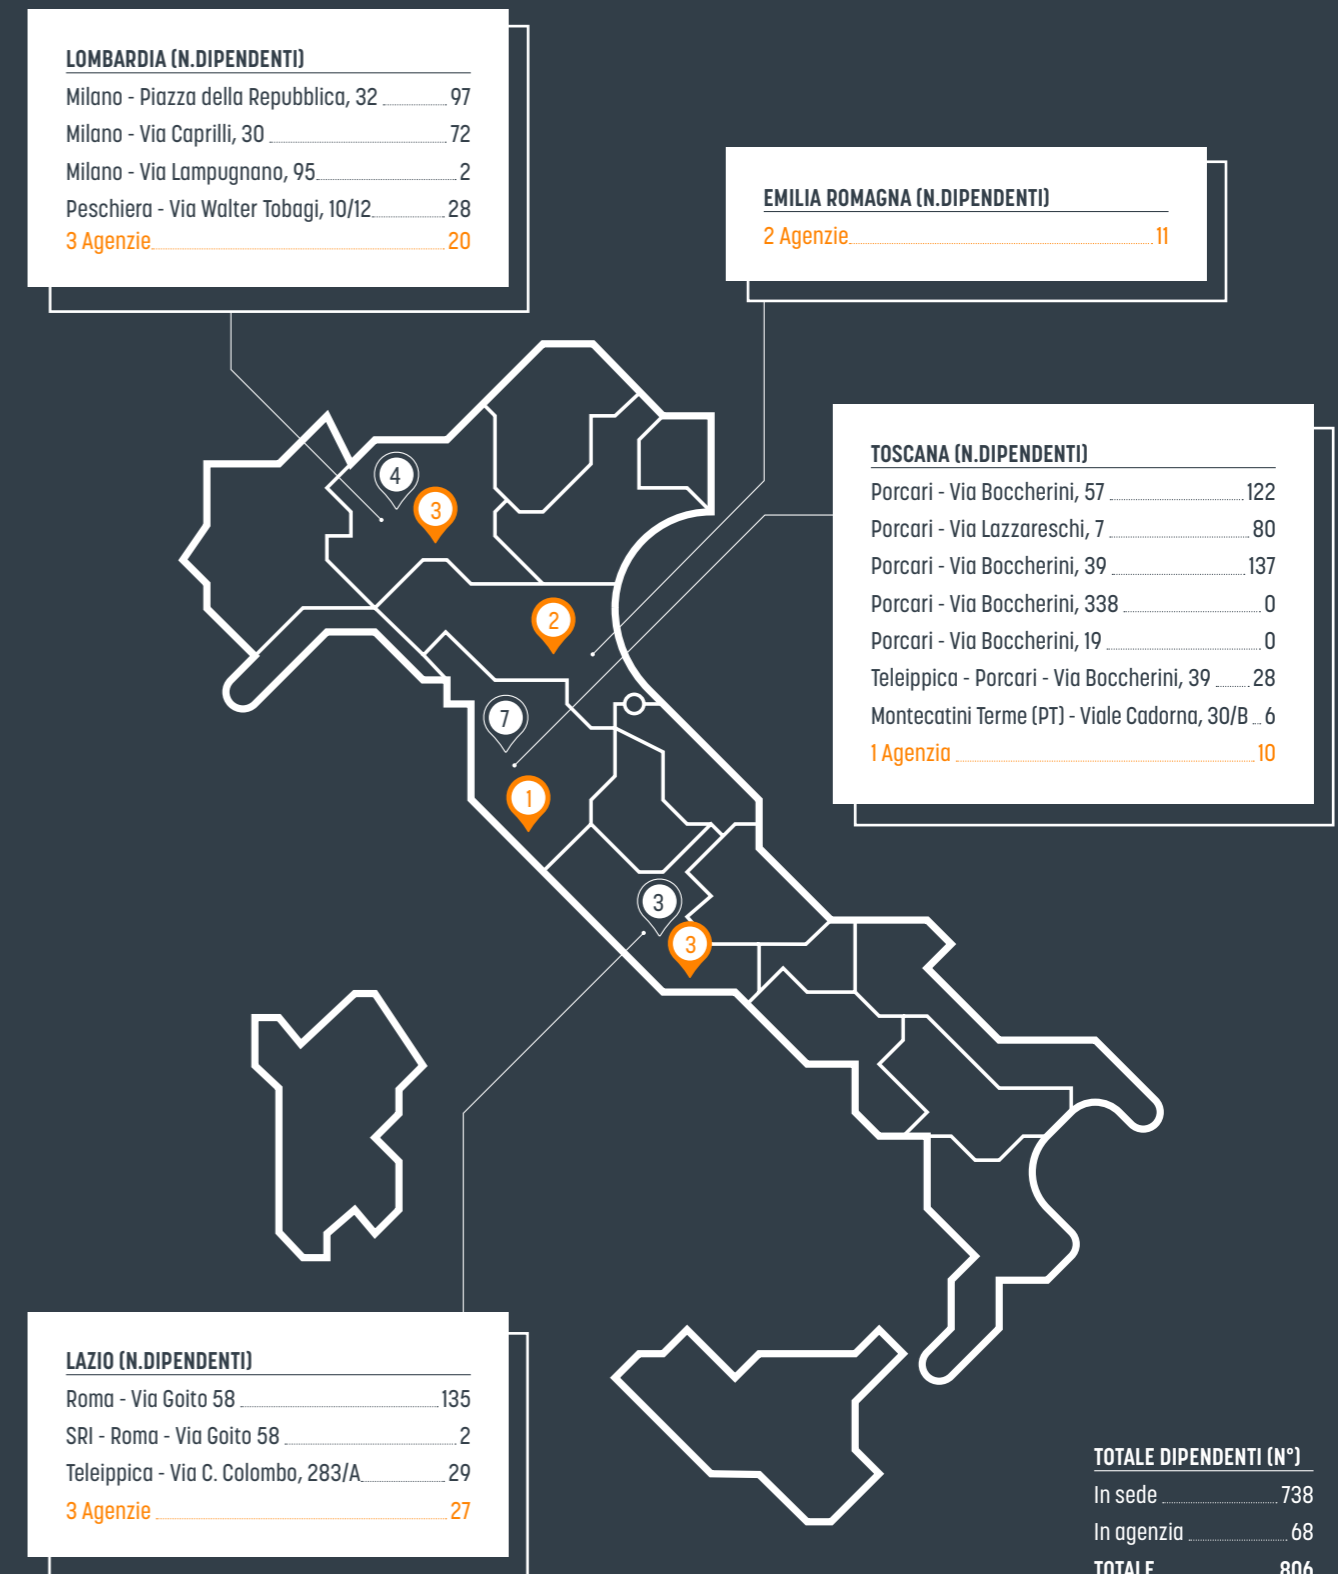 LOMBARDIA (N.DIPENDENTI)
Milano - Piazza della Repubblica, 32 97
Milano - Via Caprilli, 30 72
Milano - Via Lampugnano, 95 2
Peschiera - Via Walter Tobagi, 10/12 28
3 Agenzie 20
EMILIA ROMAGNA (N.DIPENDENTI)
2 Agenzie 11
TOSCANA (N.DIPENDENTI)
Porcari - Via Boccherini, 57 122
Porcari - Via Lazzareschi, 7 80
Porcari - Via Boccherini, 39 137
Porcari - Via Boccherini, 338 0
Porcari - Via Boccherini, 19 0
Teleippica - Porcari - Via Boccherini, 39 28
Montecatini Terme (PT) - Viale Cadorna, 30/B 6
1 Agenzia 10
4
3
2
7
1
3
3
LAZIO (N.DIPENDENTI)
Roma - Via Goito 58 135
SRI - Roma - Via Goito 58 2
Teleippica - Via C. Colombo, 283/A 29
3 Agenzie 27
TOTALE DIPENDENTI (N°)
In sede 738
In agenzia 68
TOTALE 806